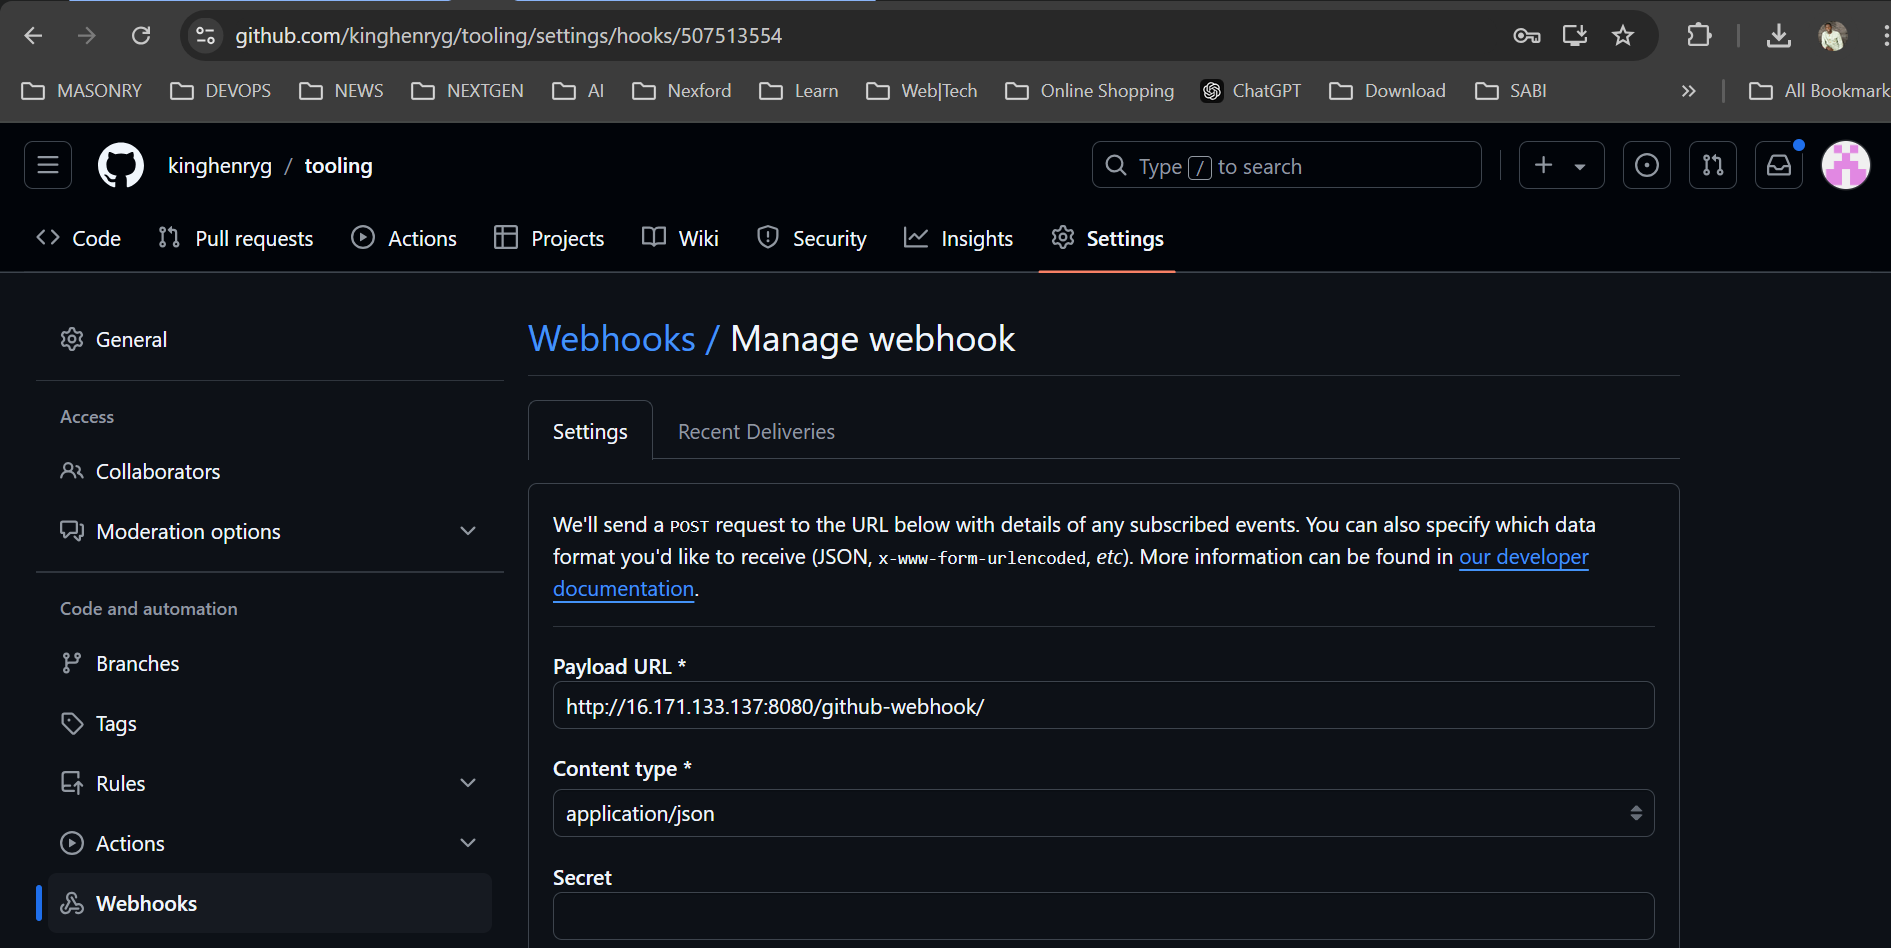 github.com/kinghenryg/tooling/settings/hooks/507513554
MASONRY DEVOPS NEWS NEXTGEN AI Nexford Learn Web|Tech Online Shopping ChatGPT Download SABI » All Bookmark
kinghenryg / tooling Type / to search
Code Pull requests Actions Projects Wiki Security Insights Settings
General
Access
Collaborators
Moderation options
Code and automation
Branches
Tags
Rules
Actions
Webhooks
Webhooks / Manage webhook
Settings Recent Deliveries
We'll send a POST request to the URL below with details of any subscribed events. You can also specify which data
format you'd like to receive (JSON, x-www-form-urlencoded, etc). More information can be found in our developer
documentation.
Payload URL *
http://16.171.133.137:8080/github-webhook/
Content type *
application/json
Secret